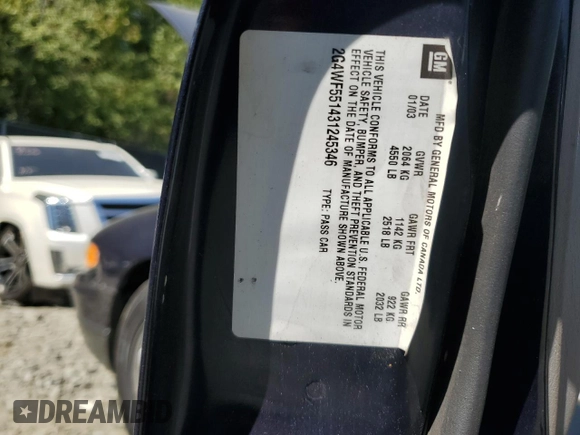 GM
MFD BY GENERAL MOTORS OF CANADA LTD.
DATE GVWR GAWR FRT GAWR RR
01/03 2064 KG 1142 KG 922 KG
4550 LB 2518 LB 2032 LB
THIS VEHICLE CONFORMS TO ALL APPLICABLE U.S. FEDERAL MOTOR
VEHICLE SAFETY, BUMPER, AND THEFT PREVENTION STANDARDS IN
EFFECT ON THE DATE OF MANUFACTURE SHOWN ABOVE.
2G4WF551431245346 TYPE: PASS CAR
DREAMBID